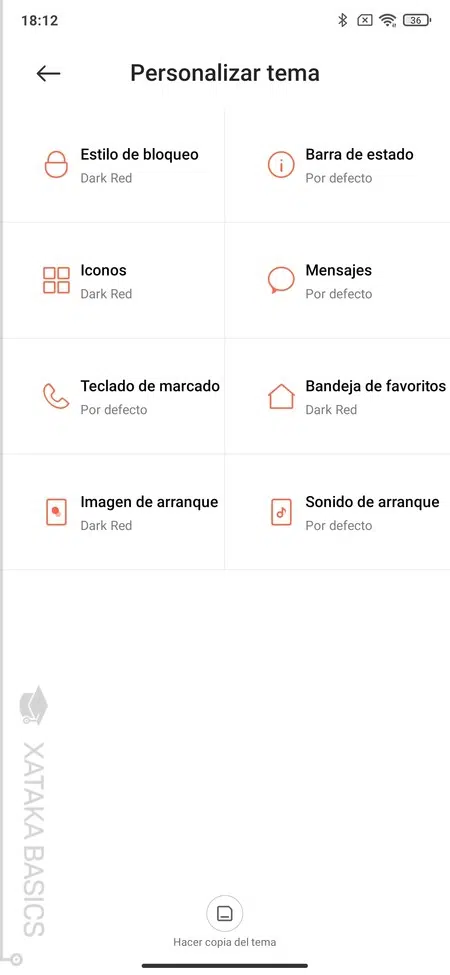 18:12
36
Personalizar tema
Estilo de bloqueo
Dark Red
Barra de estado
Por defecto
Iconos
Dark Red
Mensajes
Por defecto
Teclado de marcado
Por defecto
Bandeja de favoritos
Dark Red
Imagen de arranque
Dark Red
Sonido de arranque
Por defecto
XATAKA BASICS
Hacer copia del tema